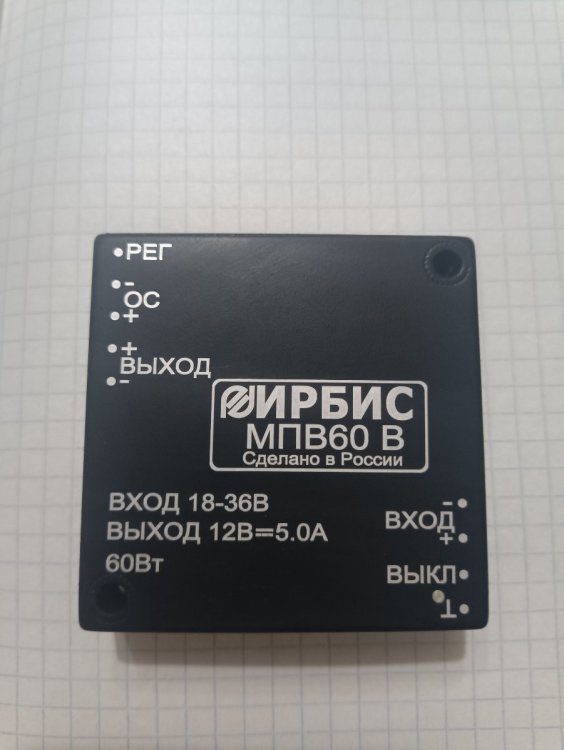 РЕГ
-
ОС
+
+
ВЫХОД
-
ИРБИС
МПВ60 В
Сделано в России
ВХОД 18-36В
ВЫХОД 12В=5.0А
60Вт
-
ВХОД
+
ВЫКЛ
⊥